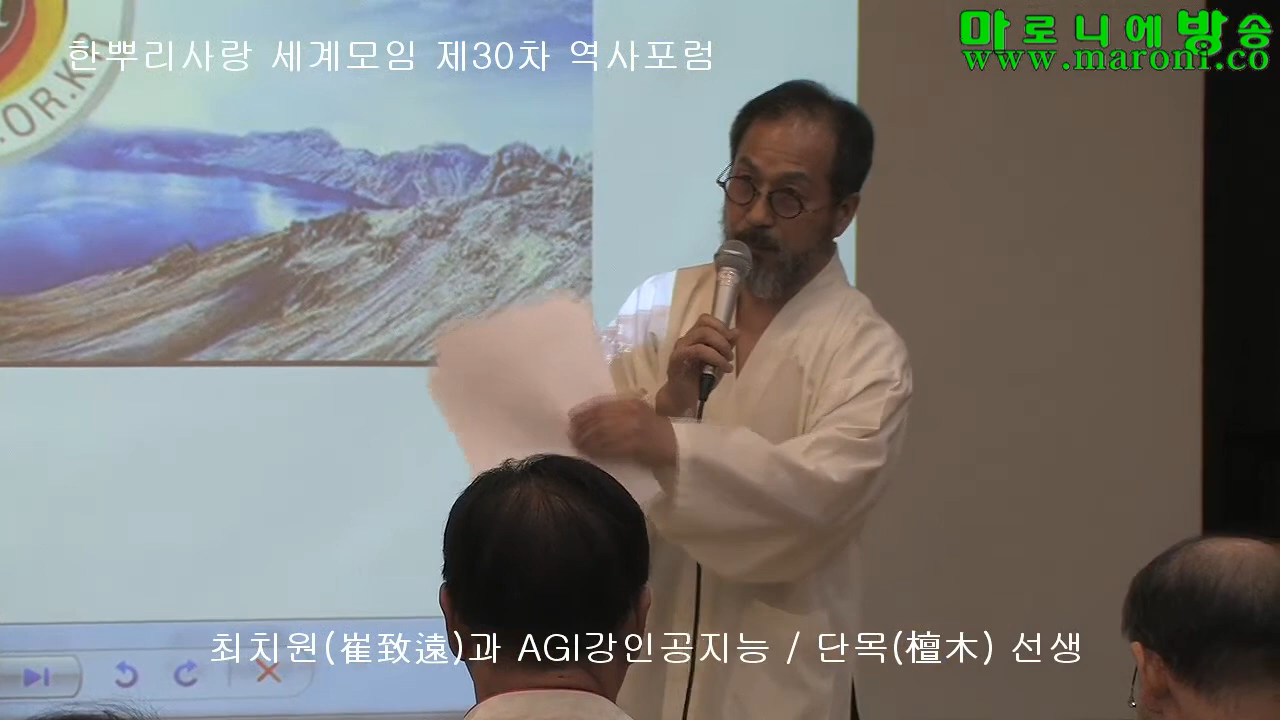 마로니에방송
한뿌리사랑 세계모임 제30차 역사포럼
www.maroni.co
.OR.KR
최치원(崔致遠)과 AGI강인공지능 / 단목(檀木) 선생